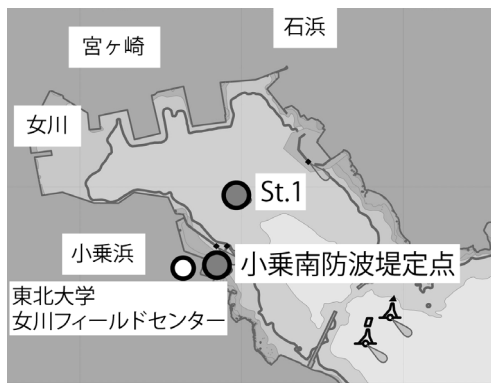 石浜
宮ヶ崎
女川
St.1
小乗浜
小乗南防波堤定点
東北大学
女川フィールドセンター